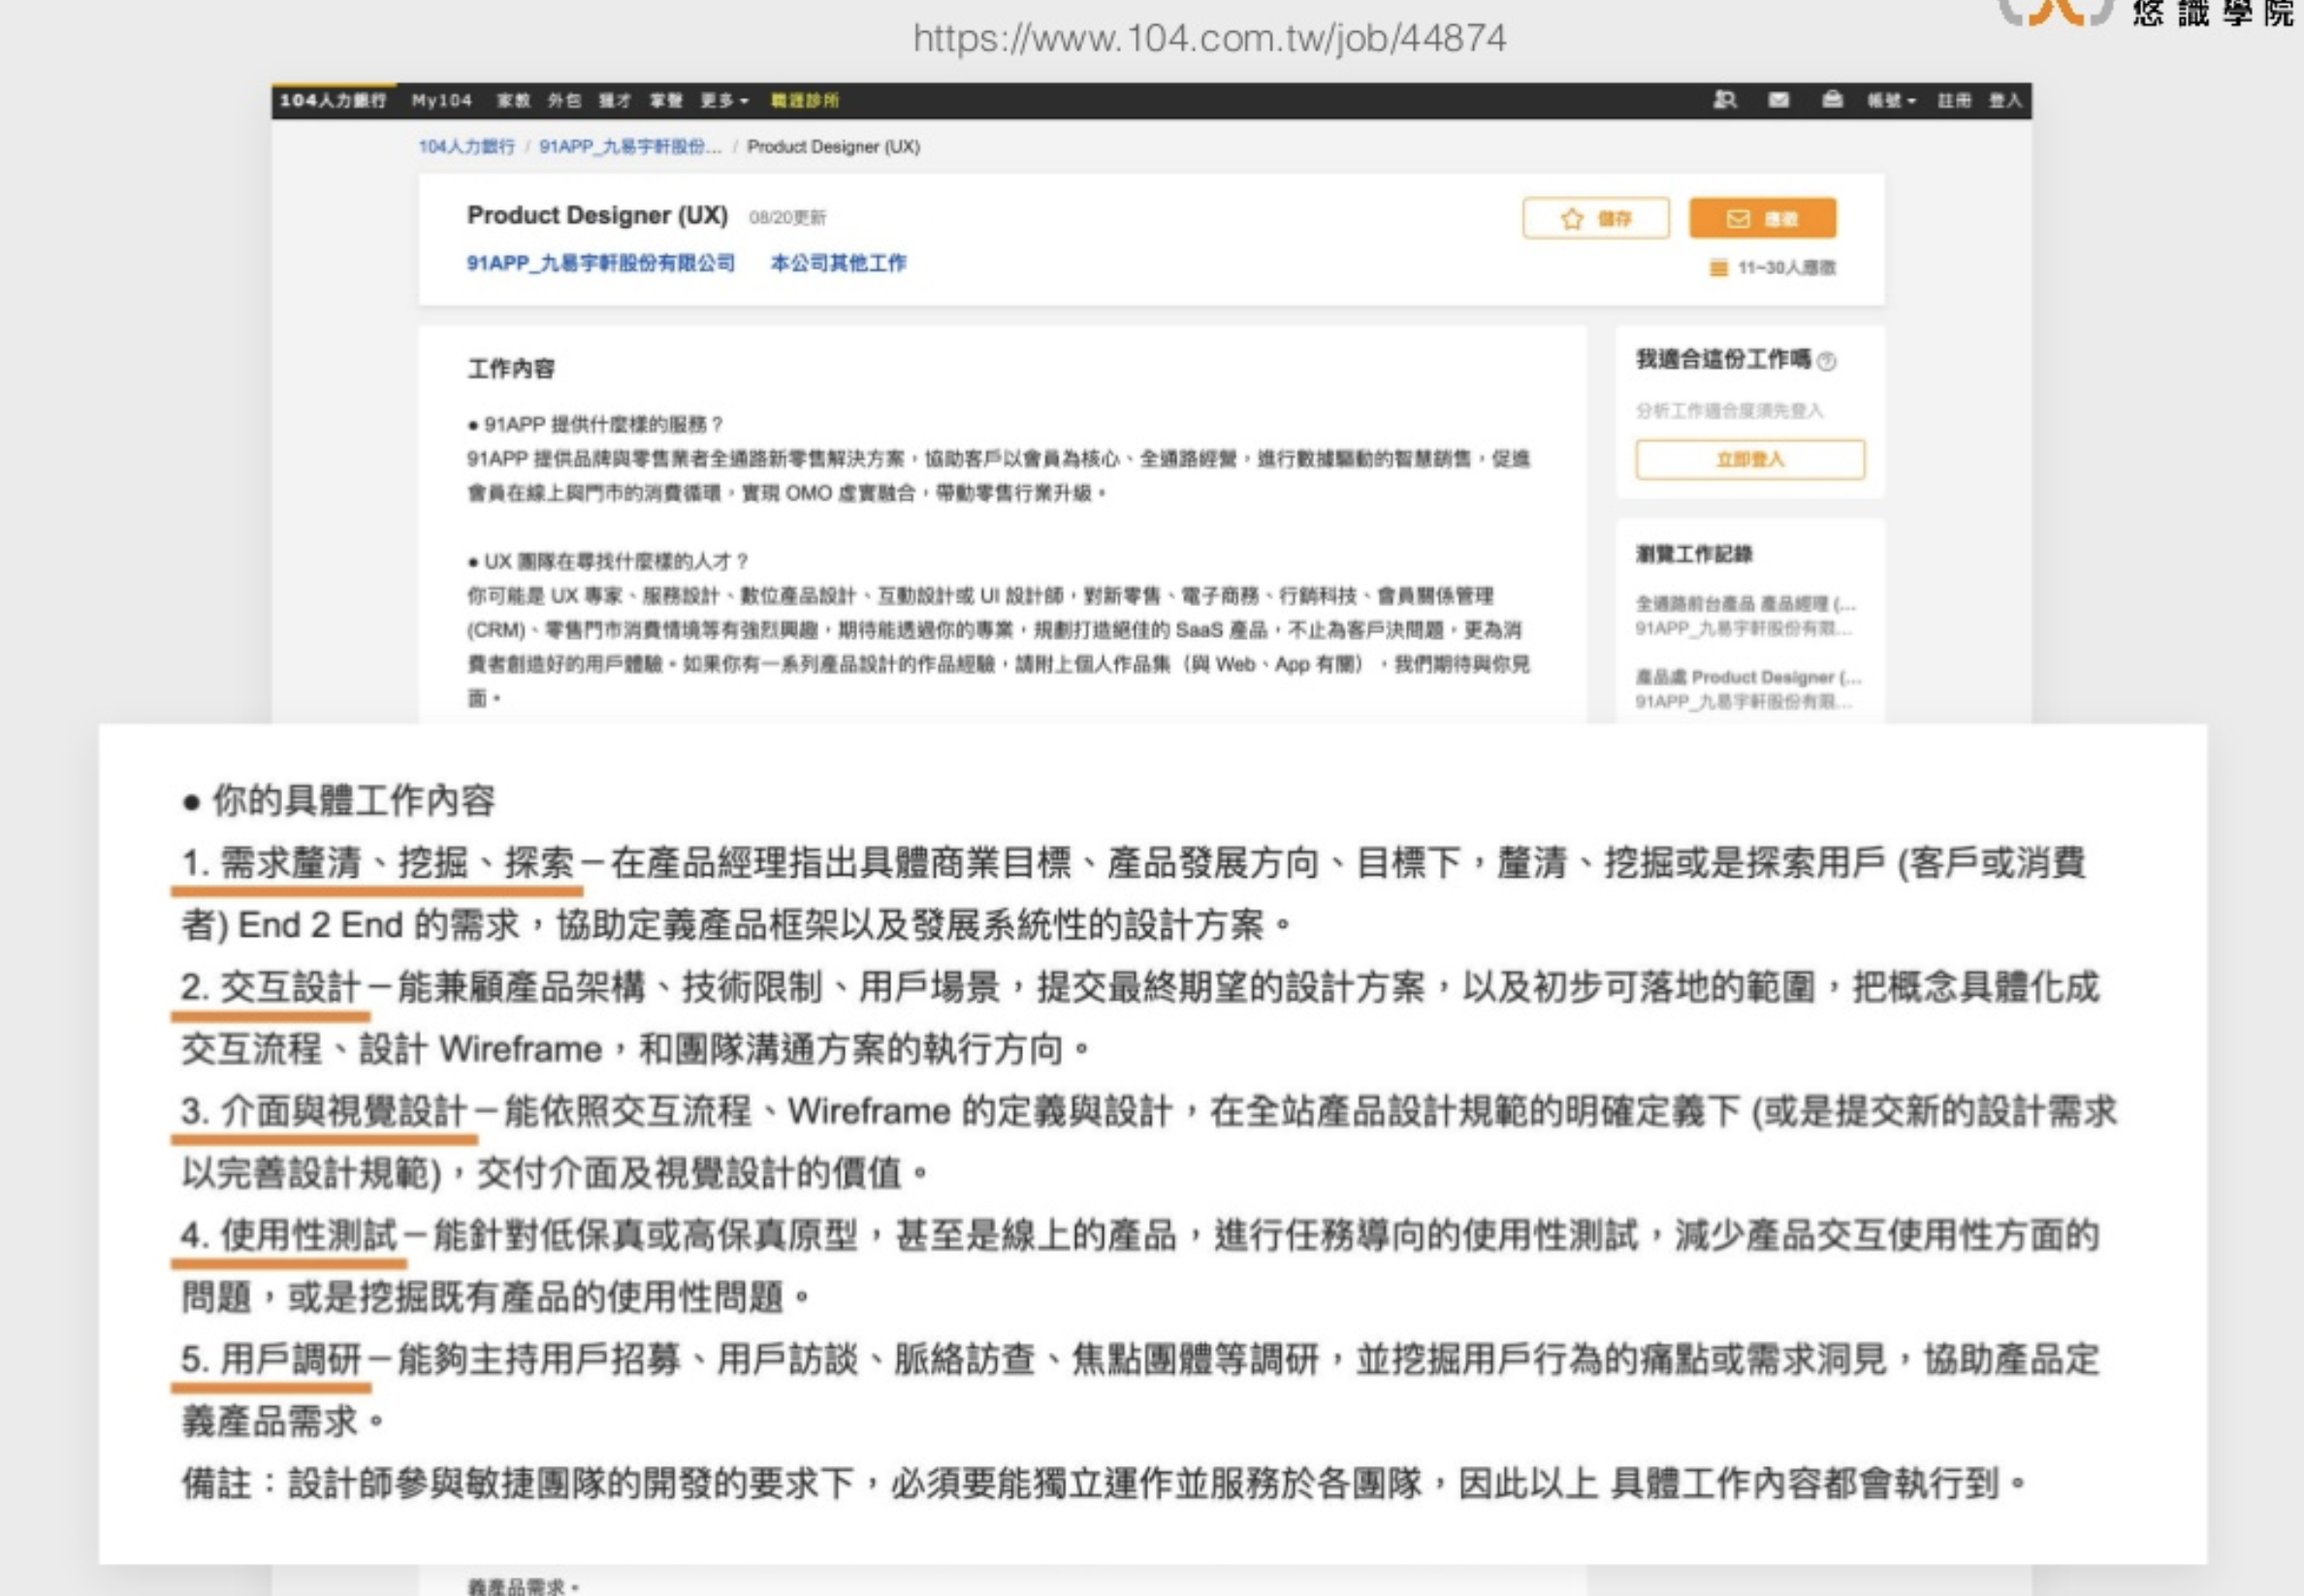 悠識學院
https://www.104.com.tw/job/44874
104人力銀行 My104 家教 外包 獵才 掌聲 更多 職涯診所 帳號 註冊 登入
104人力銀行 / 91APP_九易宇軒股份... / Product Designer (UX)
Product Designer (UX) 08/20更新
儲存 應徵
91APP_九易宇軒股份有限公司 本公司其他工作
11~30人應徵
工作內容
• 91APP 提供什麼樣的服務？
91APP 提供品牌與零售業者全通路新零售解決方案，協助客戶以會員為核心、全通路經營，進行數據驅動的智慧銷售，促進
會員在線上與門市的消費循環，實現 OMO 虛實融合，帶動零售行業升級。
• UX 團隊在尋找什麼樣的人才？
你可能是 UX 專家、服務設計、數位產品設計、互動設計或 UI 設計師，對新零售、電子商務、行銷科技、會員關係管理
(CRM)、零售門市消費情境等有強烈興趣，期待能透過你的專業，規劃打造絕佳的 SaaS 產品，不止為客戶決問題，更為消
費者創造好的用戶體驗。如果你有一系列產品設計的作品經驗，請附上個人作品集（與 Web、App 有關），我們期待與你見
面。
我適合這份工作嗎
分析工作適合度須先登入
立即登入
瀏覽工作記錄
全通路前台產品 產品經理 (...
91APP_九易宇軒股份有限...
產品處 Product Designer (...
91APP_九易宇軒股份有限...
• 你的具體工作內容
1. 需求釐清、挖掘、探索－在產品經理指出具體商業目標、產品發展方向、目標下，釐清、挖掘或是探索用戶 (客戶或消費
者) End 2 End 的需求，協助定義產品框架以及發展系統性的設計方案。
2. 交互設計－能兼顧產品架構、技術限制、用戶場景，提交最終期望的設計方案，以及初步可落地的範圍，把概念具體化成
交互流程、設計 Wireframe，和團隊溝通方案的執行方向。
3. 介面與視覺設計－能依照交互流程、Wireframe 的定義與設計，在全站產品設計規範的明確定義下 (或是提交新的設計需求
以完善設計規範)，交付介面及視覺設計的價值。
4. 使用性測試－能針對低保真或高保真原型，甚至是線上的產品，進行任務導向的使用性測試，減少產品交互使用性方面的
問題，或是挖掘既有產品的使用性問題。
5. 用戶調研－能夠主持用戶招募、用戶訪談、脈絡訪查、焦點團體等調研，並挖掘用戶行為的痛點或需求洞見，協助產品定
義產品需求。
備註：設計師參與敏捷團隊的開發的要求下，必須要能獨立運作並服務於各團隊，因此以上 具體工作內容都會執行到。
義產品需求。